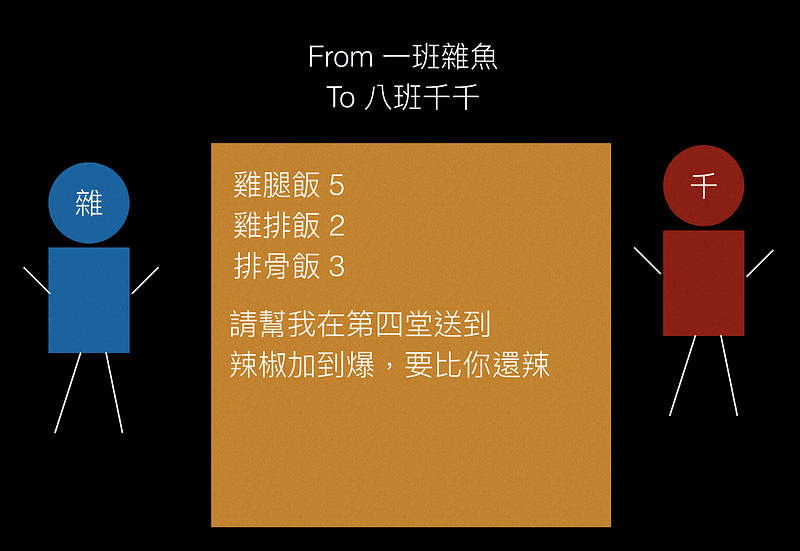 From 一班雜魚
To 八班千千
雜
千
雞腿飯 5
雞排飯 2
排骨飯 3
請幫我在第四堂送到
辣椒加到爆，要比你還辣